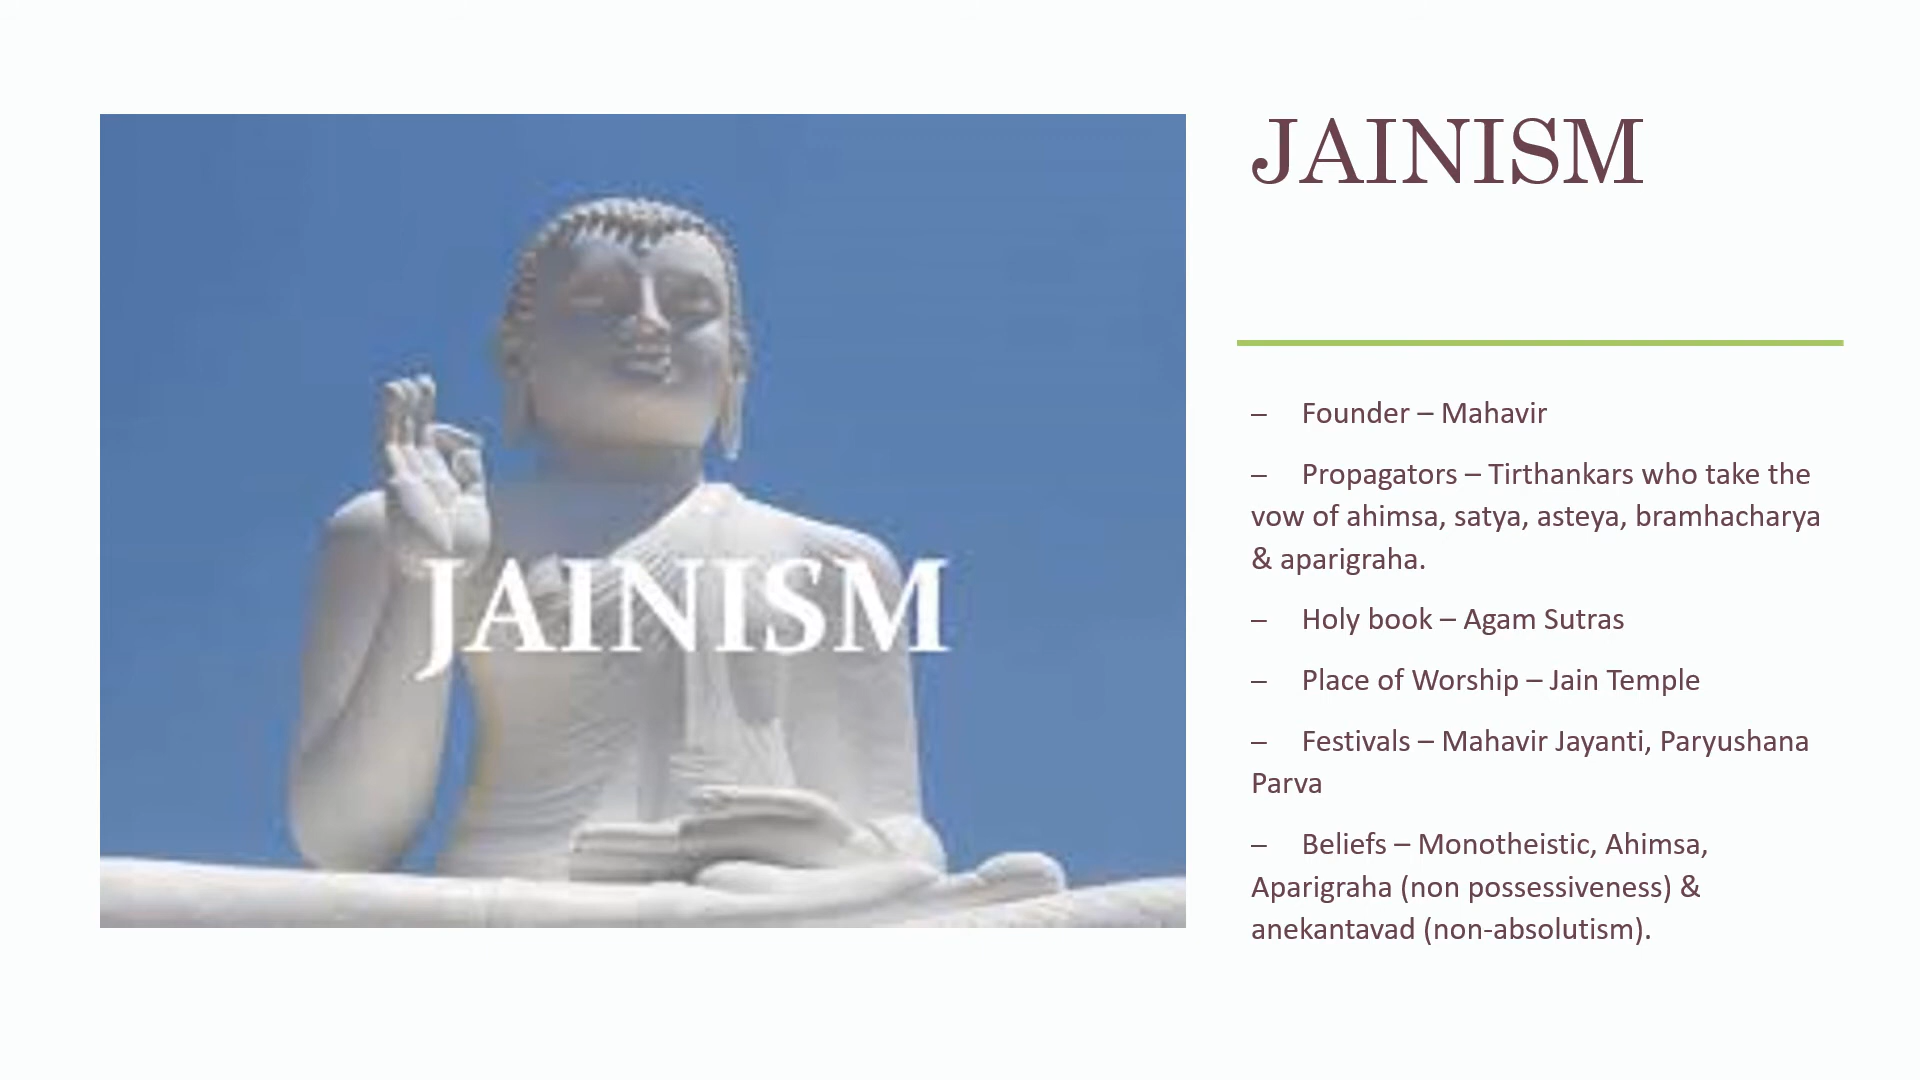 JAINISM
JAINISM
– Founder – Mahavir
– Propagators – Tirthankars who take the
vow of ahimsa, satya, asteya, bramhacharya
& aparigraha.
– Holy book – Agam Sutras
– Place of Worship – Jain Temple
– Festivals – Mahavir Jayanti, Paryushana
Parva
– Beliefs – Monotheistic, Ahimsa,
Aparigraha (non possessiveness) &
anekantavad (non-absolutism).